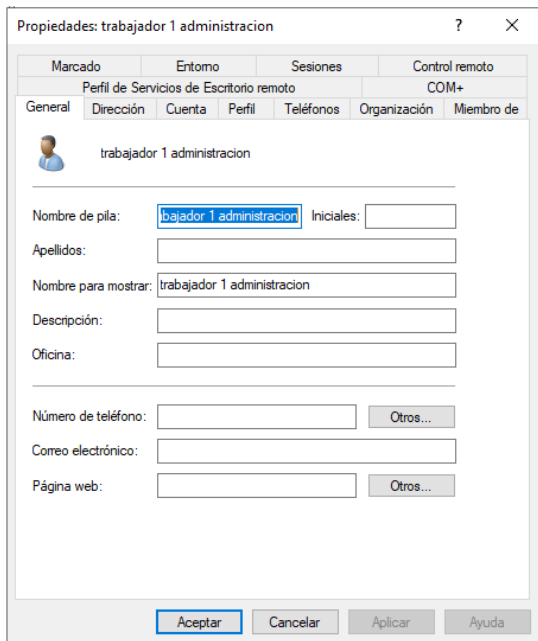 Propiedades: trabajador 1 administracion ? ×
Marcado Entorno Sesiones Control remoto
Perfil de Servicios de Escritorio remoto COM+
General Dirección Cuenta Perfil Teléfonos Organización Miembro de
trabajador 1 administracion
Nombre de pila: bajador 1 administracion Iniciales:
Apellidos:
Nombre para mostrar: trabajador 1 administracion
Descripción:
Oficina:
Número de teléfono: Otros...
Correo electrónico:
Página web: Otros...
Aceptar Cancelar Aplicar Ayuda